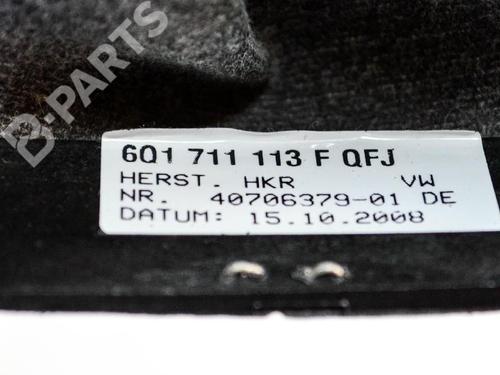 B-PARTS
6Q1 711 113 F QFJ
HERST. HKR VW
NR. 40706379-01 DE
DATUM: 15.10.2008